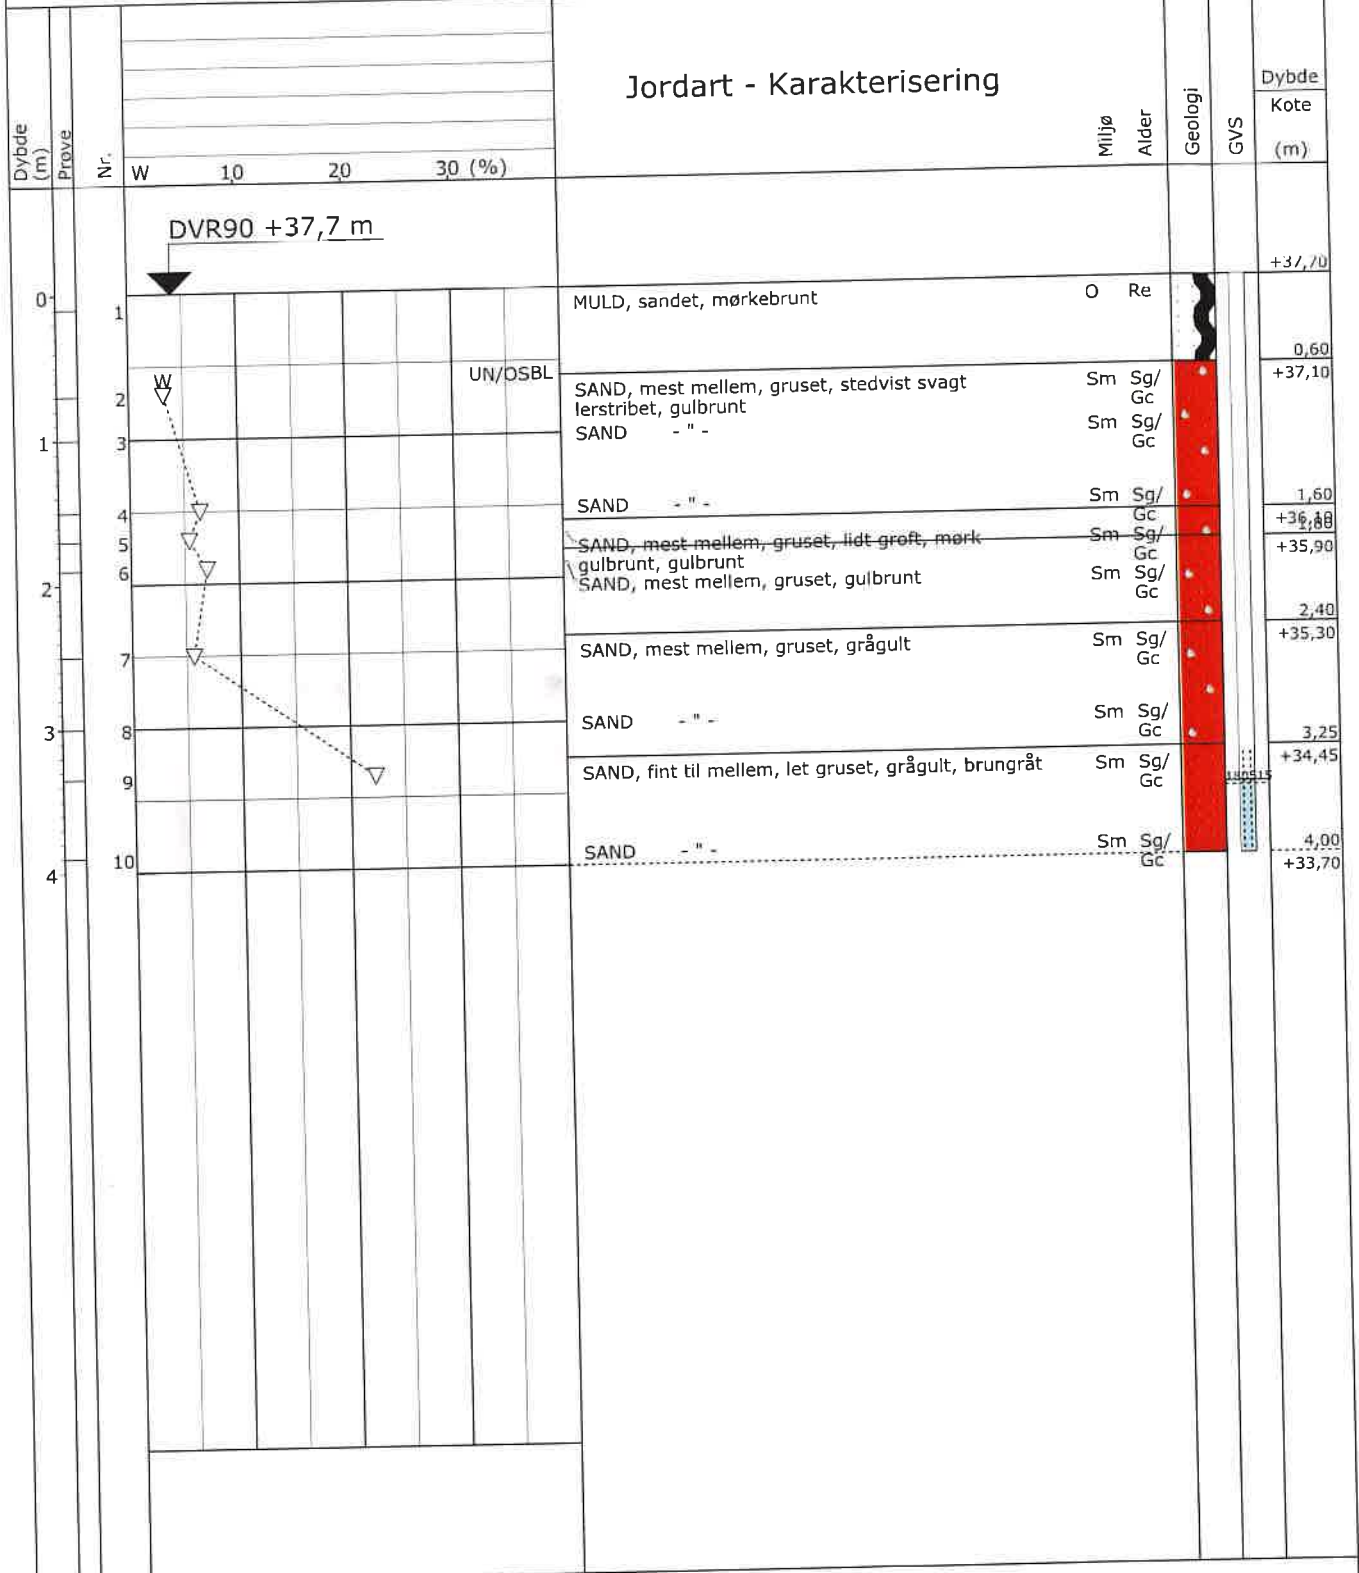 Jordart - Karakterisering
Dybde (m)
Prøve
Nr.
W 10 20 30 (%)
Miljø
Alder
Geologi
GVS
Dybde
Kote
(m)
DVR90 +37,7 m
+37,70
0
1 MULD, sandet, mørkebrunt O Re
0,60
W UN/OSBL +37,10
2 SAND, mest mellem, gruset, stedvist svagt Sm Sg/
lerstribet, gulbrunt Gc
1 3 SAND - " - Sm Sg/
Gc
4 SAND - " - Sm Sg/ 1,60
Gc +36,10
5 SAND, mest mellem, gruset, lidt groft, mørk Sm Sg/ 1,80
gulbrunt, gulbrunt Gc +35,90
2 6 SAND, mest mellem, gruset, gulbrunt Sm Sg/
Gc 2,40
+35,30
7 SAND, mest mellem, gruset, grågult Sm Sg/
Gc
3 8 SAND - " - Sm Sg/
Gc 3,25
+34,45
9 SAND, fint til mellem, let gruset, grågult, brungråt Sm Sg/
Gc
10 SAND - " - Sm Sg/ 4,00
4 Gc +33,70